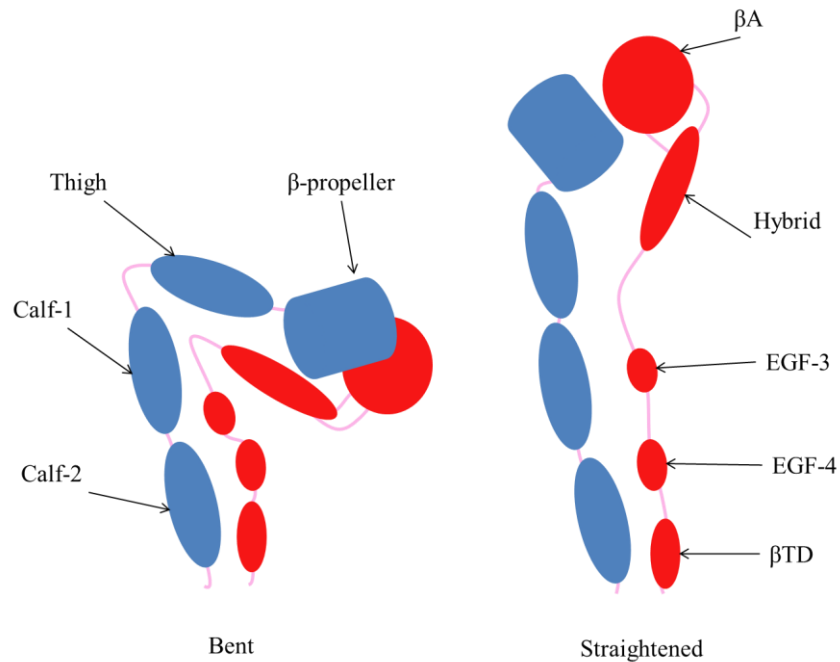 βA
Thigh
β-propeller
Hybrid
Calf-1
EGF-3
EGF-4
Calf-2
βTD
Bent
Straightened